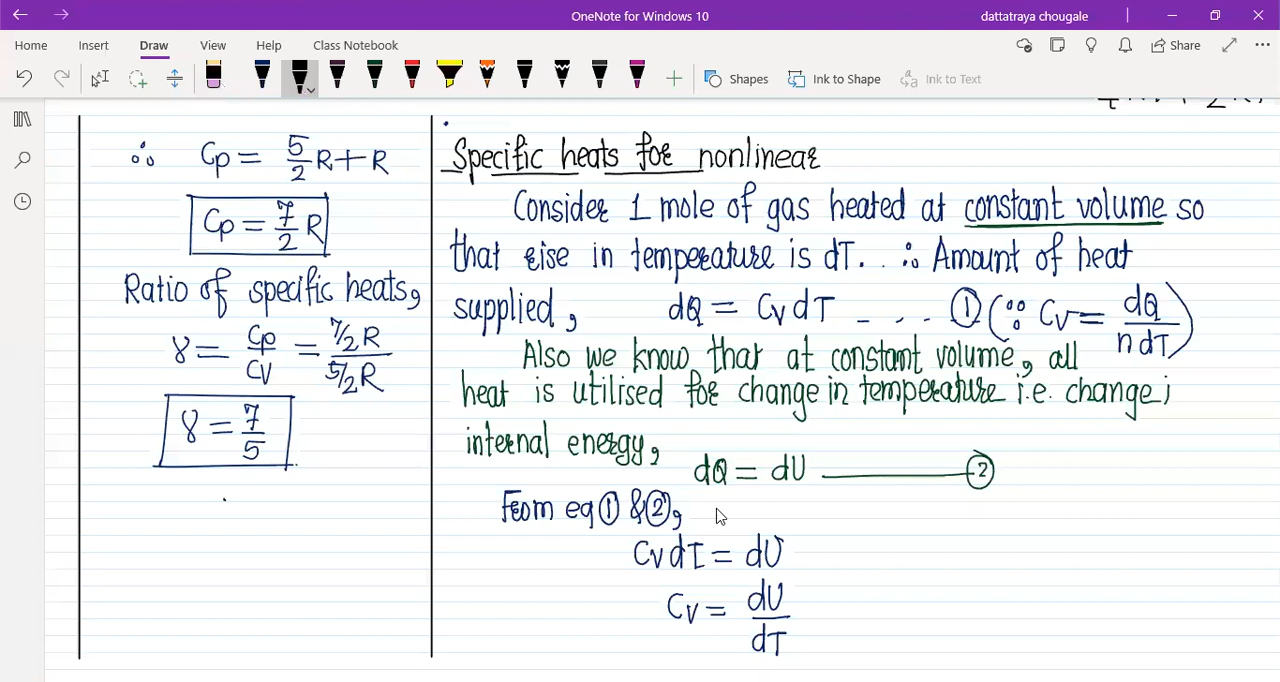 OneNote for Windows 10
dattatraya chougale
Home Insert Draw View Help Class Notebook
Share
Shapes Ink to Shape Ink to Text
∴ Cp = 5/2 R + R
Cp = 7/2 R
Ratio of specific heats,
γ = Cp/CV = 7/2 R / 5/2 R
γ = 7/5
Specific heats for nonlinear
Consider 1 mole of gas heated at constant volume so
that rise in temperature is dT. ∴ Amount of heat
supplied, dQ = CV dT - - - - ① (∵ CV = dQ/n dT)
Also we know that at constant volume, all
heat is utilised for change in temperature i.e. change i
internal energy,
dQ = dU ——— ②
From eq ① & ②,
CV dT = dU
CV = dU/dT